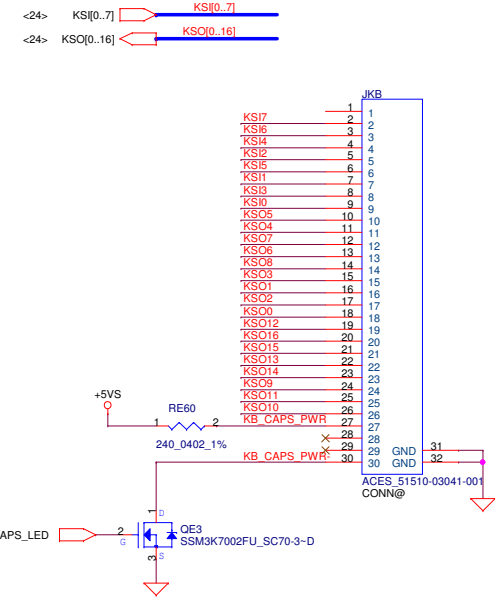 <24> KSI[0..7] KSI[0..7]
<24> KSO[0..16] KSO[0..16]
JKB
1 1
KSI7 2 2
KSI6 3 3
KSI4 4 4
KSI2 5 5
KSI5 6 6
KSI1 7 7
KSI3 8 8
KSI0 9 9
KSO5 10 10
KSO4 11 11
KSO7 12 12
KSO6 13 13
KSO8 14 14
KSO3 15 15
KSO1 16 16
KSO2 17 17
KSO0 18 18
KSO12 19 19
KSO16 20 20
KSO15 21 21
KSO13 22 22
KSO14 23 23
KSO9 24 24
KSO11 25 25
KSO10 26 26
+5VS
RE60
1 2
240_0402_1%
KB_CAPS_PWR 27 27
28 28
29 29 GND 31
KB_CAPS_PWR- 30 30 GND 32
ACES_51510-03041-001
CONN@
APS_LED
1 D
2 G
3 S
QE3
SSM3K7002FU_SC70-3~D